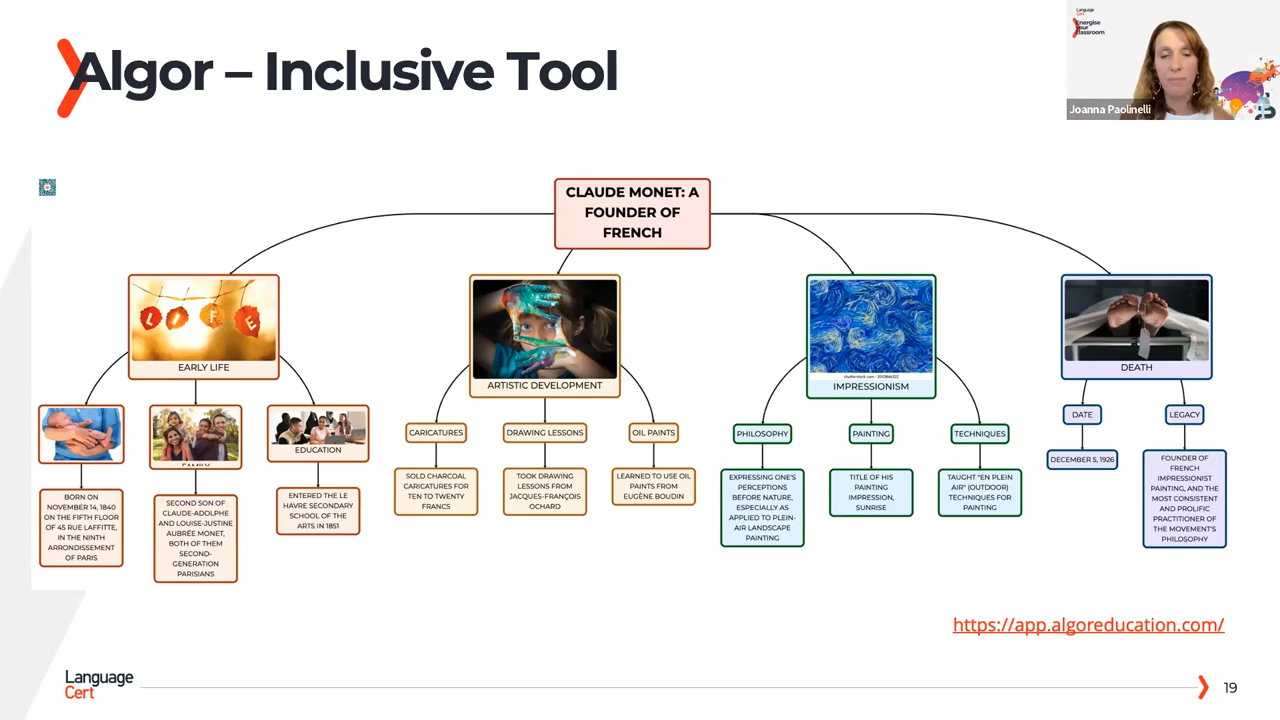 Algor – Inclusive Tool
Language
Cert
Energise
your
classroom
Joanna Paolinelli
CLAUDE MONET: A
FOUNDER OF
FRENCH
LIFE
EARLY LIFE
ARTISTIC DEVELOPMENT
IMPRESSIONISM
DEATH
EDUCATION
CARICATURES
DRAWING LESSONS
OIL PAINTS
PHILOSOPHY
PAINTING
TECHNIQUES
DATE
LEGACY
BORN ON
NOVEMBER 14, 1840
ON THE FIFTH FLOOR
OF 45 RUE LAFFITTE,
IN THE NINTH
ARRONDISSEMENT
OF PARIS
SECOND SON OF
CLAUDE-ADOLPHE
AND LOUISE-JUSTINE
AUBRÉE MONET,
BOTH OF THEM
SECOND-
GENERATION
PARISIANS
ENTERED THE LE
HAVRE SECONDARY
SCHOOL OF THE
ARTS IN 1851
SOLD CHARCOAL
CARICATURES FOR
TEN TO TWENTY
FRANCS
TOOK DRAWING
LESSONS FROM
JACQUES-FRANÇOIS
OCHARD
LEARNED TO USE OIL
PAINTS FROM
EUGÈNE BOUDIN
EXPRESSING ONE'S
PERCEPTIONS
BEFORE NATURE,
ESPECIALLY AS
APPLIED TO PLEIN-
AIR LANDSCAPE
PAINTING
TITLE OF HIS
PAINTING
IMPRESSION,
SUNRISE
TAUGHT "EN PLEIN
AIR" (OUTDOOR)
TECHNIQUES FOR
PAINTING
DECEMBER 5, 1926
FOUNDER OF
FRENCH
IMPRESSIONIST
PAINTING, AND THE
MOST CONSISTENT
AND PROLIFIC
PRACTITIONER OF
THE MOVEMENT'S
PHILOSOPHY
https://app.algoreducation.com/
Language
Cert
19